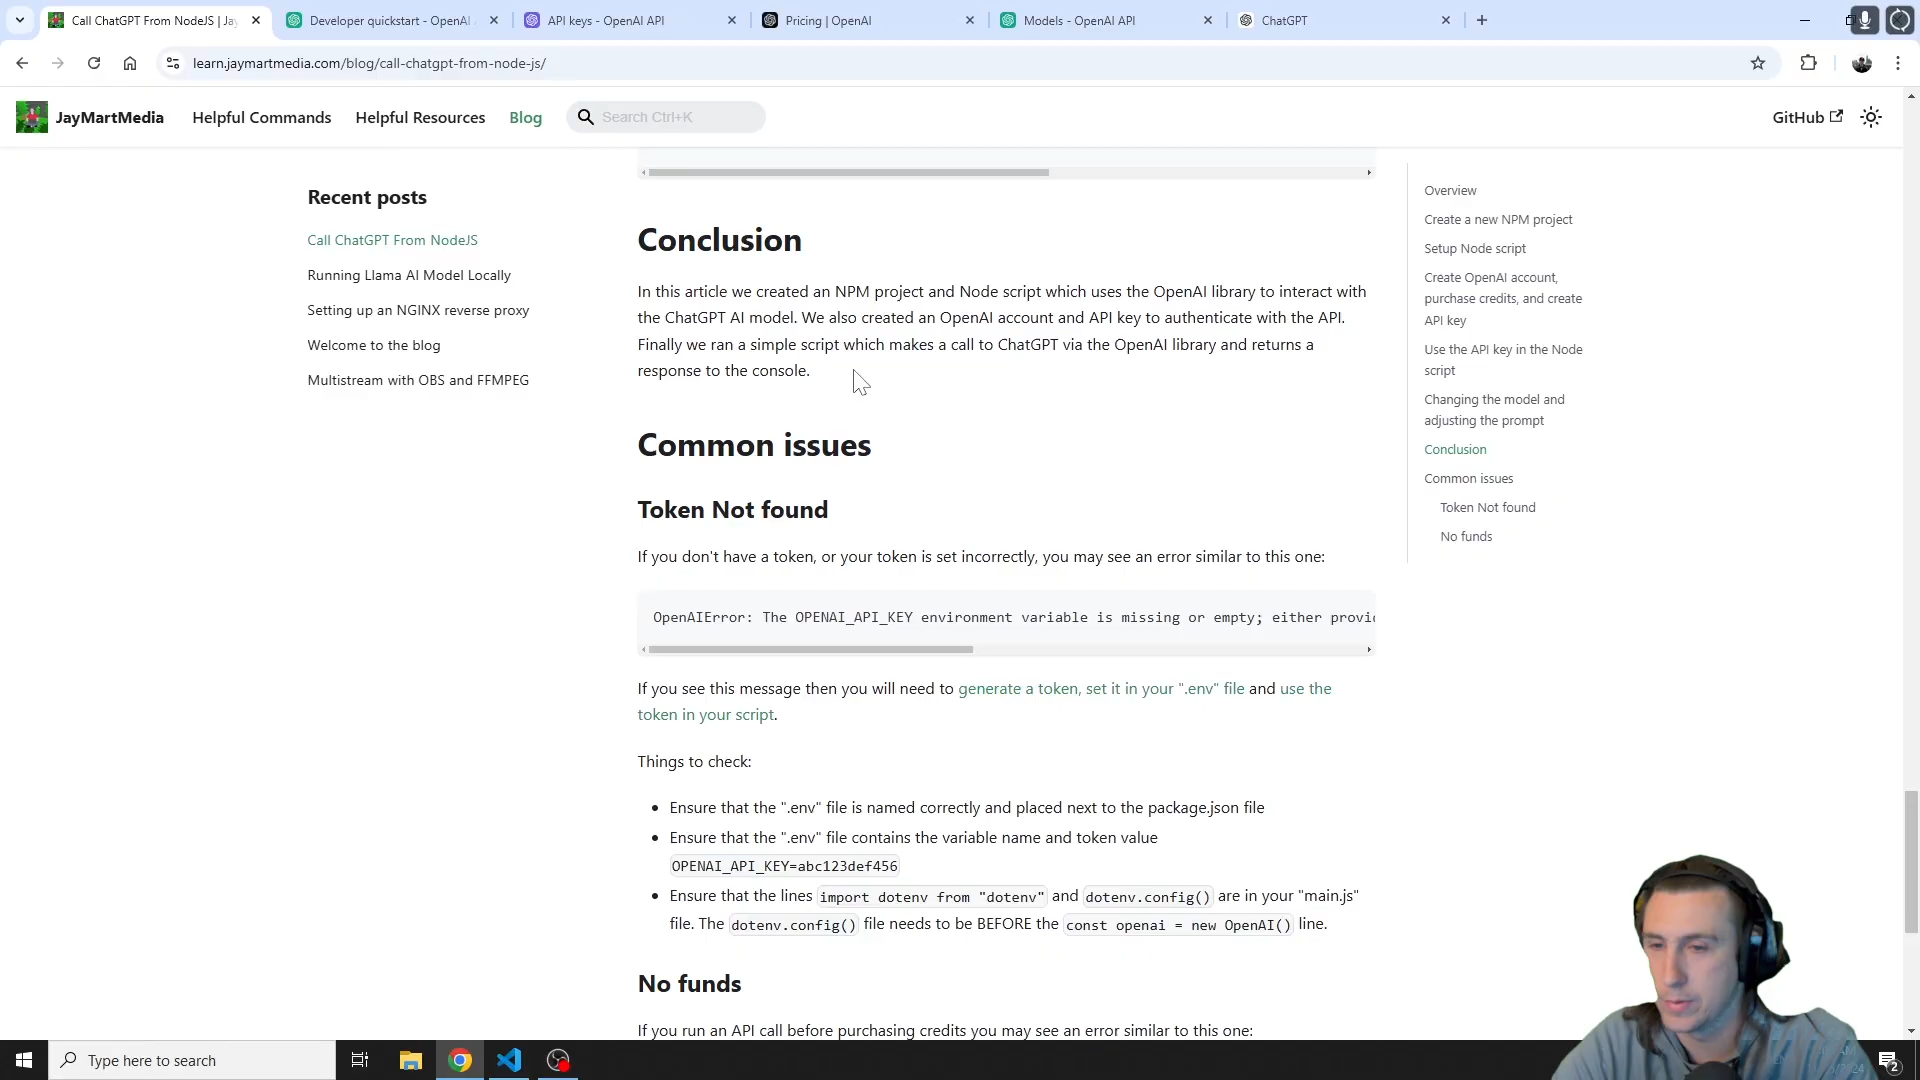 Call ChatGPT From NodeJS | Jay
Developer quickstart - OpenAI
API keys - OpenAI API
Pricing | OpenAI
Models - OpenAI API
ChatGPT
learn.jaymartmedia.com/blog/call-chatgpt-from-node-js/
JayMartMedia
Helpful Commands
Helpful Resources
Blog
Search Ctrl+K
GitHub
Recent posts
Call ChatGPT From NodeJS
Running Llama AI Model Locally
Setting up an NGINX reverse proxy
Welcome to the blog
Multistream with OBS and FFMPEG
Conclusion
In this article we created an NPM project and Node script which uses the OpenAI library to interact with
the ChatGPT AI model. We also created an OpenAI account and API key to authenticate with the API.
Finally we ran a simple script which makes a call to ChatGPT via the OpenAI library and returns a
response to the console.
Common issues
Token Not found
If you don't have a token, or your token is set incorrectly, you may see an error similar to this one:
OpenAIError: The OPENAI_API_KEY environment variable is missing or empty; either provi
If you see this message then you will need to generate a token, set it in your ".env" file and use the
token in your script.
Things to check:
Ensure that the ".env" file is named correctly and placed next to the package.json file
Ensure that the ".env" file contains the variable name and token value
OPENAI_API_KEY=abc123def456
Ensure that the lines import dotenv from "dotenv" and dotenv.config() are in your "main.js"
file. The dotenv.config() file needs to be BEFORE the const openai = new OpenAI() line.
No funds
If you run an API call before purchasing credits you may see an error similar to this one:
Overview
Create a new NPM project
Setup Node script
Create OpenAI account,
purchase credits, and create
API key
Use the API key in the Node
script
Changing the model and
adjusting the prompt
Conclusion
Common issues
Token Not found
No funds
Type here to search
2